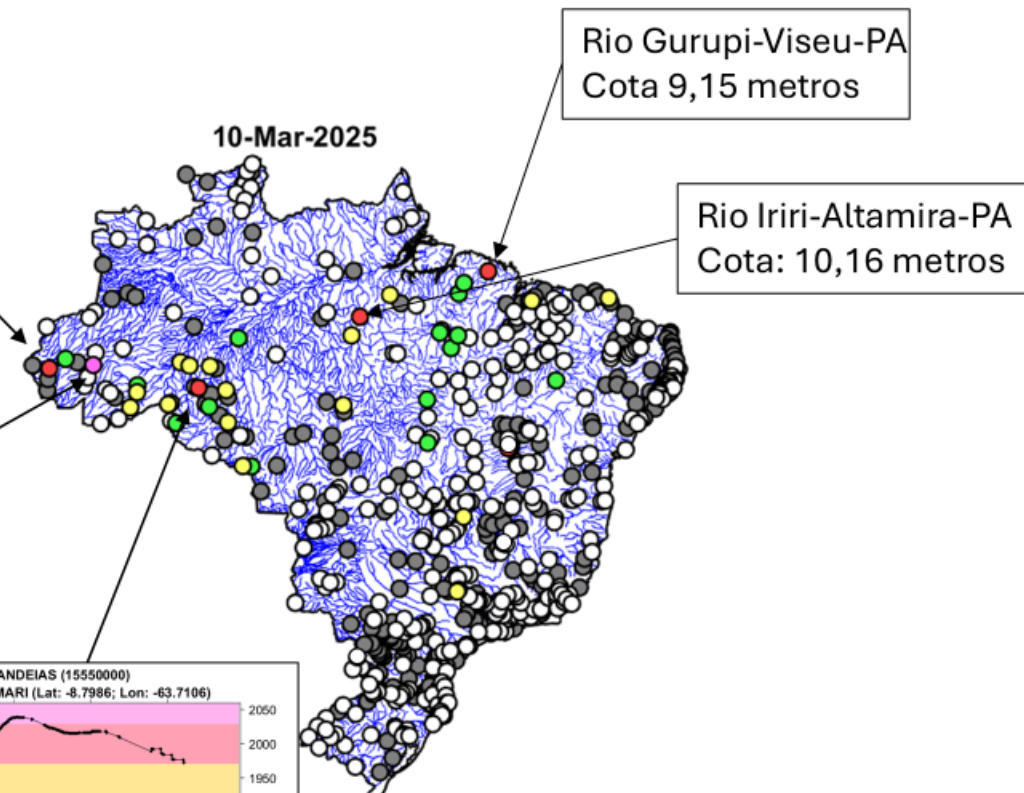 Rio Gurupi-Viseu-PA
Cota 9,15 metros
10-Mar-2025
Rio Iriri-Altamira-PA
Cota: 10,16 metros
ANDEIAS (15550000)
MARI (Lat: -8.7986; Lon: -63.7106)
2050
2000
1950